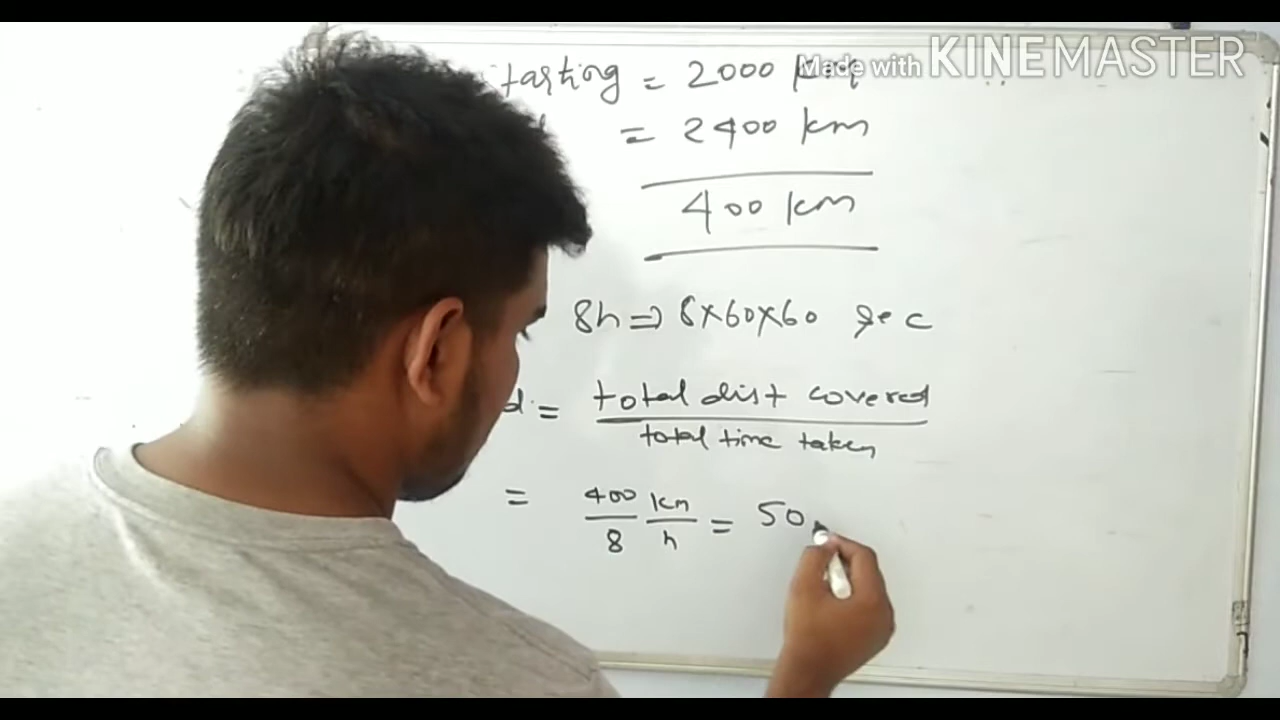 tarting = 2000 km
Made with KINEMASTER
= 2400 km
400 km
8h ⇒ 8×60×60 sec
d. = total dist covered
total time taken
= 400 km
8 h = 50